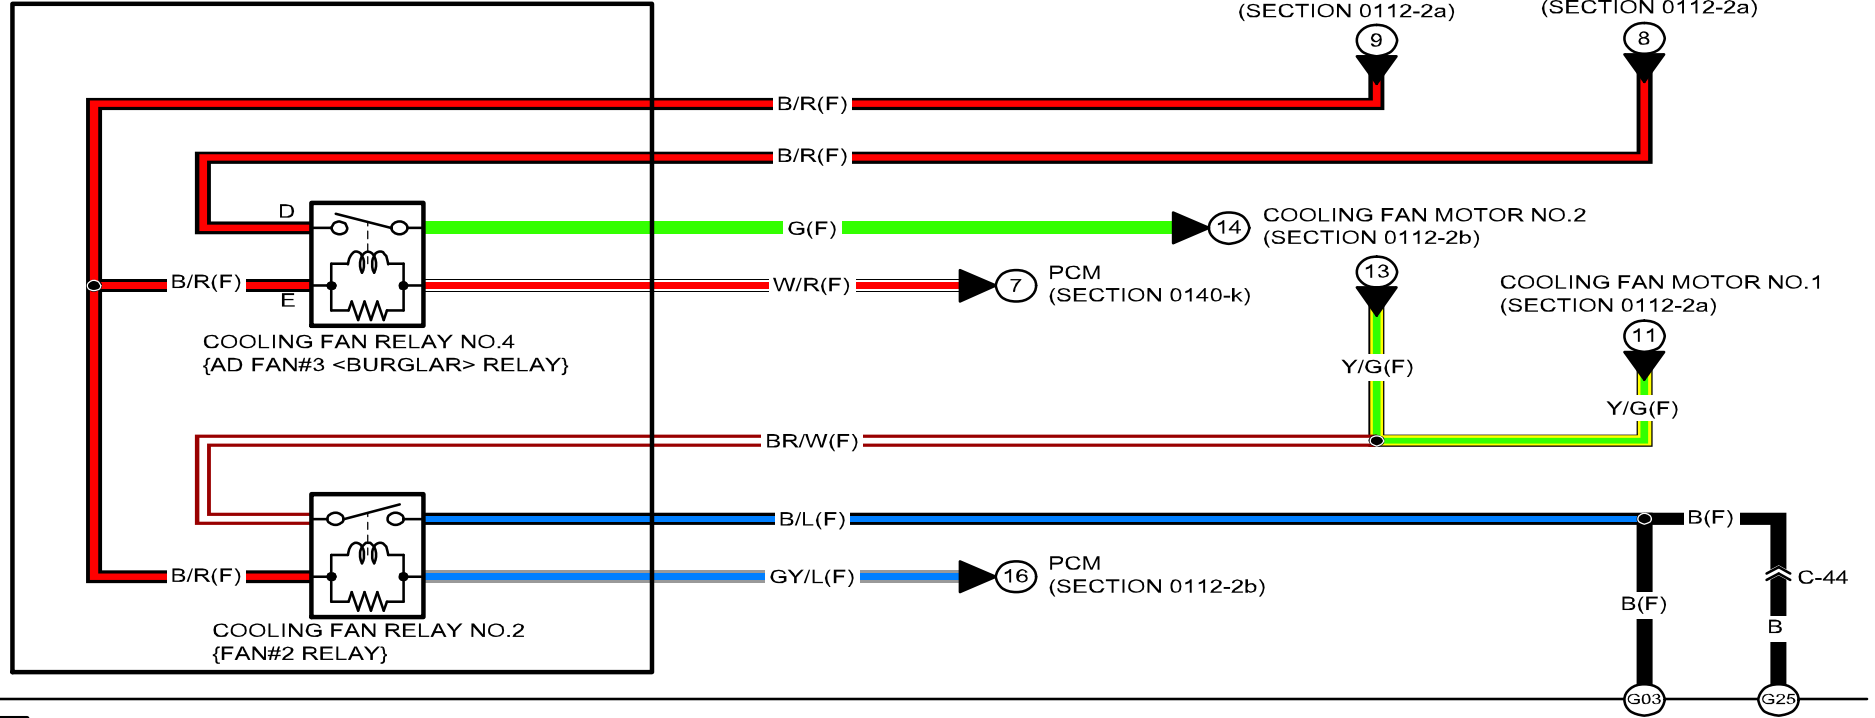 (SECTION 0112-2a)
(SECTION 0112-2a)
9
8
B/R(F)
B/R(F)
D
G(F)
14
COOLING FAN MOTOR NO.2
(SECTION 0112-2b)
B/R(F)
E
W/R(F)
7
PCM
(SECTION 0140-k)
13
COOLING FAN MOTOR NO.1
(SECTION 0112-2a)
11
COOLING FAN RELAY NO.4
{AD FAN#3 <BURGLAR> RELAY}
Y/G(F)
Y/G(F)
BR/W(F)
B/L(F)
B(F)
B/R(F)
GY/L(F)
16
PCM
(SECTION 0112-2b)
C-44
B(F)
B
COOLING FAN RELAY NO.2
{FAN#2 RELAY}
G03
G25